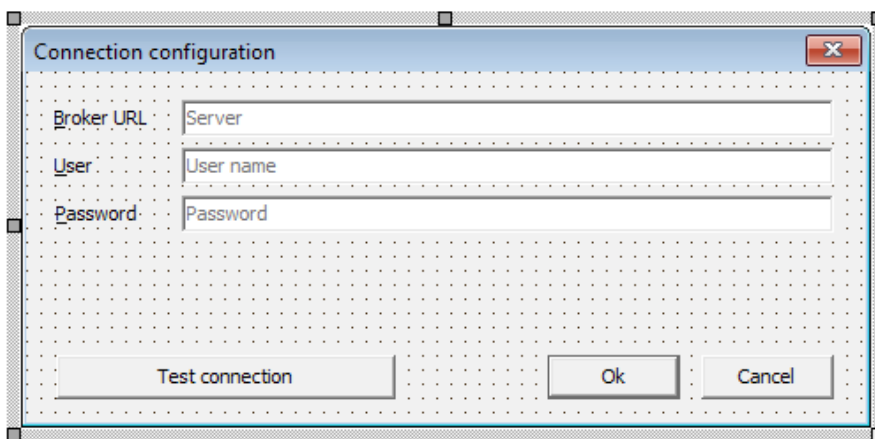 Connection configuration
Broker URL Server
User User name
Password Password
Test connection Ok Cancel